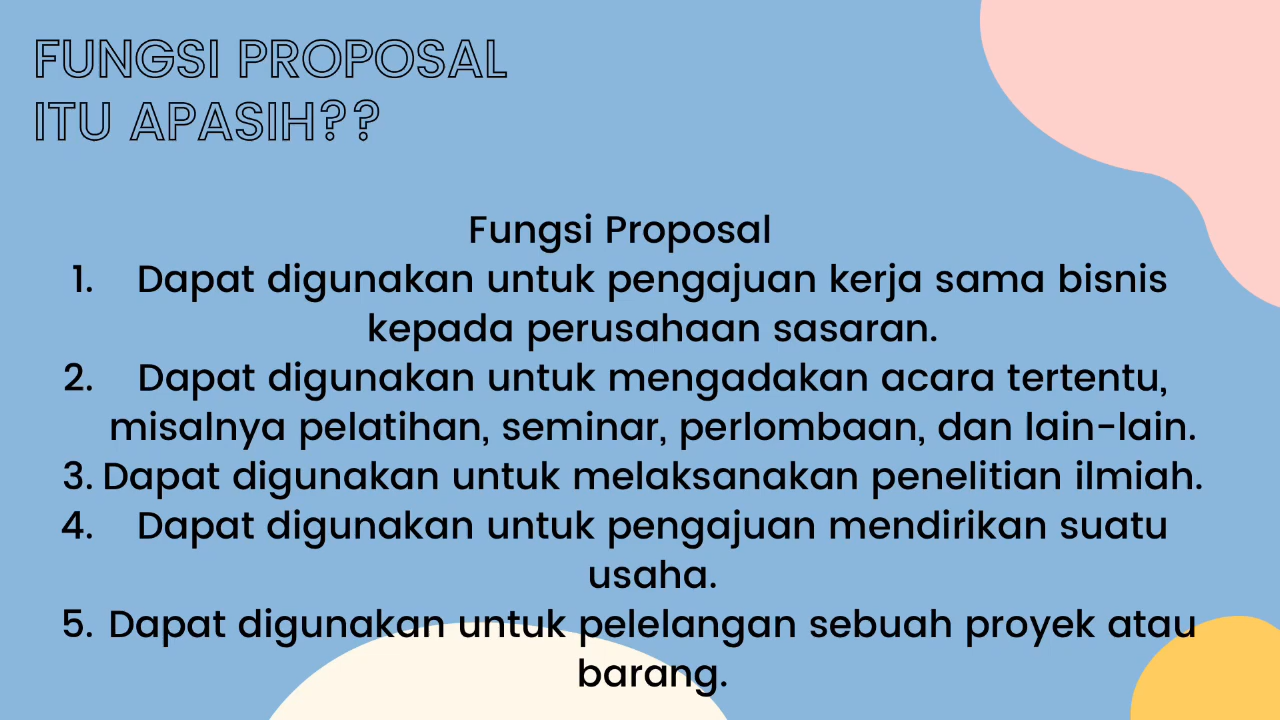 FUNGSI PROPOSAL
ITU APASIH??
Fungsi Proposal
1. Dapat digunakan untuk pengajuan kerja sama bisnis
kepada perusahaan sasaran.
2. Dapat digunakan untuk mengadakan acara tertentu,
misalnya pelatihan, seminar, perlombaan, dan lain-lain.
3. Dapat digunakan untuk melaksanakan penelitian ilmiah.
4. Dapat digunakan untuk pengajuan mendirikan suatu
usaha.
5. Dapat digunakan untuk pelelangan sebuah proyek atau
barang.